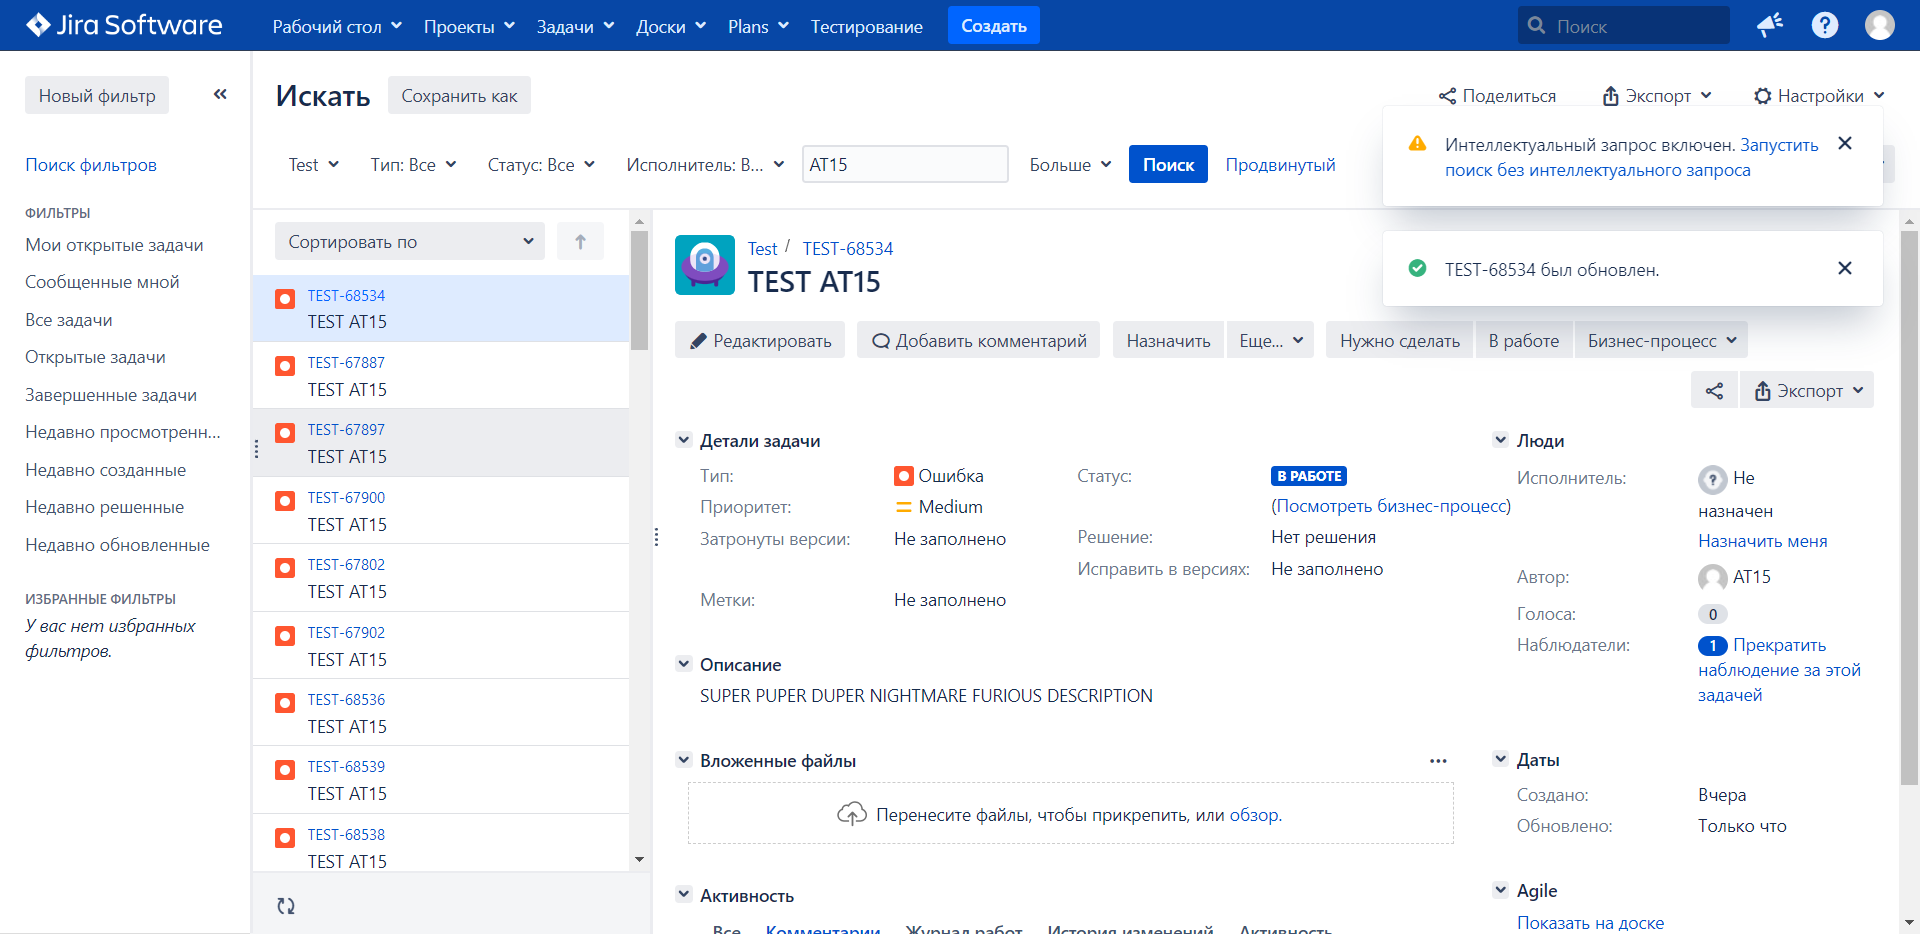 Jira Software
Рабочий стол
Проекты
Задачи
Доски
Plans
Тестирование
Создать
Поиск
Новый фильтр
«
Поиск фильтров
ФИЛЬТРЫ
Мои открытые задачи
Сообщенные мной
Все задачи
Открытые задачи
Завершенные задачи
Недавно просмотренн...
Недавно созданные
Недавно решенные
Недавно обновленные
ИЗБРАННЫЕ ФИЛЬТРЫ
У вас нет избранных
фильтров.
Искать
Сохранить как
Поделиться
Экспорт
Настройки
Test
Тип: Все
Статус: Все
Исполнитель: В...
AT15
Больше
Поиск
Продвинутый
Интеллектуальный запрос включен. Запустить
поиск без интеллектуального запроса
TEST-68534 был обновлен.
Сортировать по
TEST-68534
TEST AT15
TEST-67887
TEST AT15
TEST-67897
TEST AT15
TEST-67900
TEST AT15
TEST-67802
TEST AT15
TEST-67902
TEST AT15
TEST-68536
TEST AT15
TEST-68539
TEST AT15
TEST-68538
TEST AT15
Test / TEST-68534
TEST AT15
Редактировать
Добавить комментарий
Назначить
Еще...
Нужно сделать
В работе
Бизнес-процесс
Экспорт
Детали задачи
Тип: Ошибка
Приоритет: Medium
Затронуты версии: Не заполнено
Метки: Не заполнено
Статус: В РАБОТЕ
(Посмотреть бизнес-процесс)
Решение: Нет решения
Исправить в версиях: Не заполнено
Описание
SUPER PUPER DUPER NIGHTMARE FURIOUS DESCRIPTION
Вложенные файлы
Перенесите файлы, чтобы прикрепить, или обзор.
Активность
Все
Комментарии
Журнал работ
История изменений
Активность
Люди
Исполнитель: Не
назначен
Назначить меня
Автор: AT15
Голоса: 0
Наблюдатели: 1 Прекратить
наблюдение за этой
задачей
Даты
Создано: Вчера
Обновлено: Только что
Agile
Показать на доске